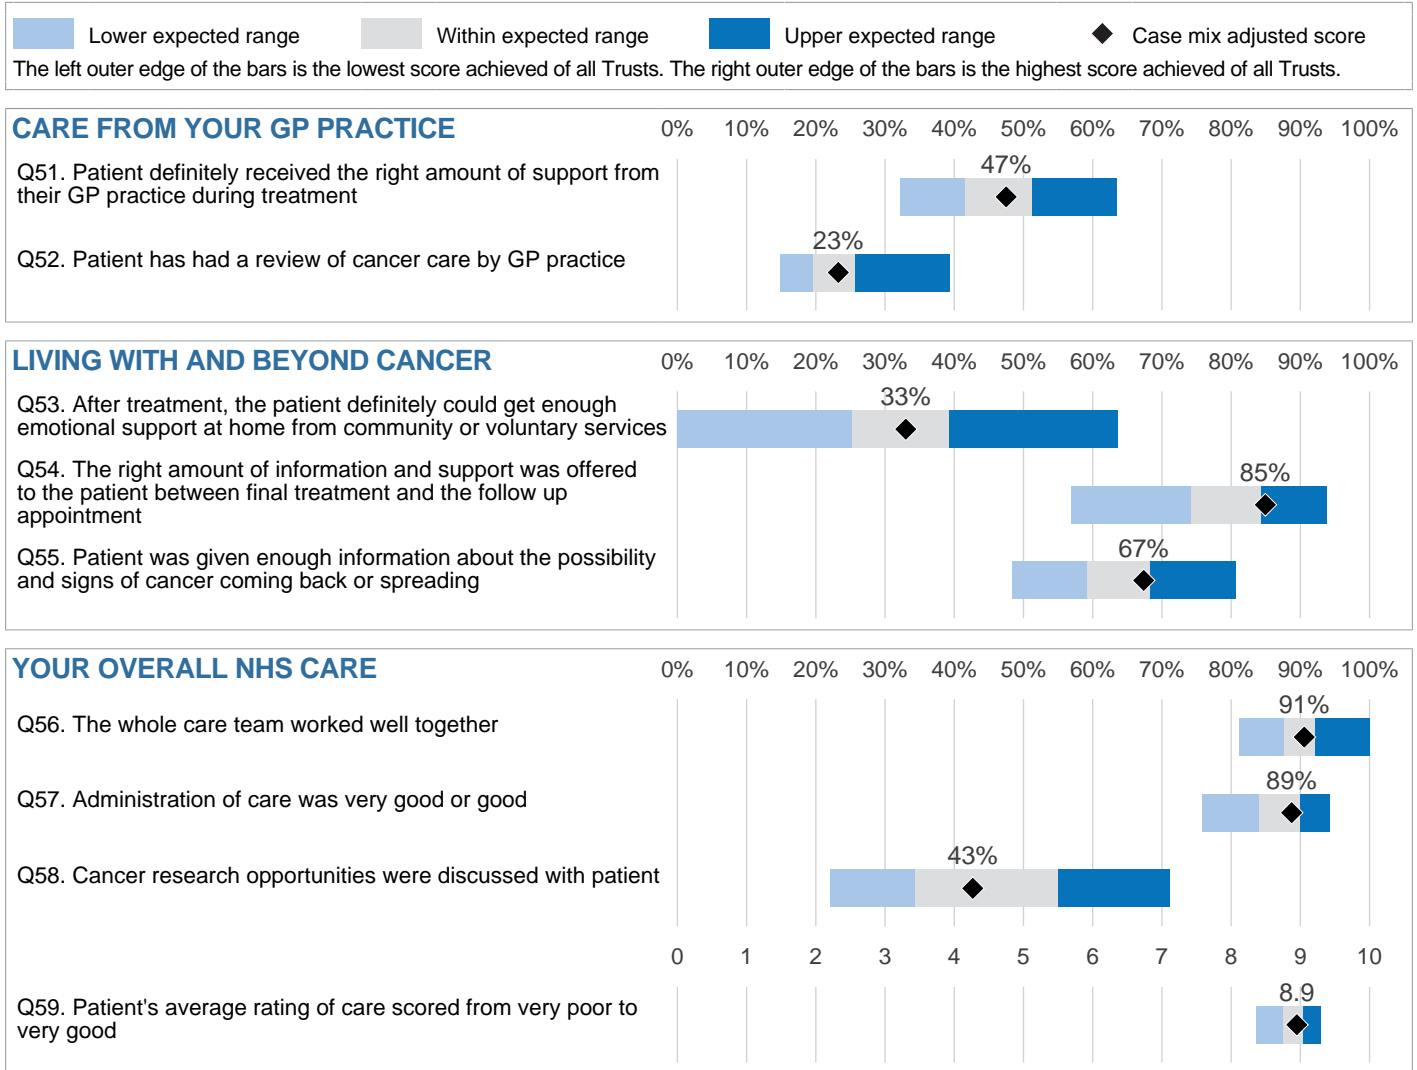 Lower expected range Within expected range Upper expected range Case mix adjusted score
The left outer edge of the bars is the lowest score achieved of all Trusts. The right outer edge of the bars is the highest score achieved of all Trusts.
CARE FROM YOUR GP PRACTICE 0% 10% 20% 30% 40% 50% 60% 70% 80% 90% 100%
47%
Q51. Patient definitely received the right amount of support from
their GP practice during treatment
23%
Q52. Patient has had a review of cancer care by GP practice
LIVING WITH AND BEYOND CANCER 0% 10% 20% 30% 40% 50% 60% 70% 80% 90% 100%
33%
Q53. After treatment, the patient definitely could get enough
emotional support at home from community or voluntary services
Q54. The right amount of information and support was offered
85%
to the patient between final treatment and the follow up
appointment
67%
Q55. Patient was given enough information about the possibility
and signs of cancer coming back or spreading
YOUR OVERALL NHS CARE 0% 10% 20% 30% 40% 50% 60% 70% 80% 90% 100%
91%
Q56. The whole care team worked well together
89%
Q57. Administration of care was very good or good
43%
Q58. Cancer research opportunities were discussed with patient
0 1 2 3 4 5 6 7 8 9 10
8.9
Q59. Patient's average rating of care scored from very poor to
very good